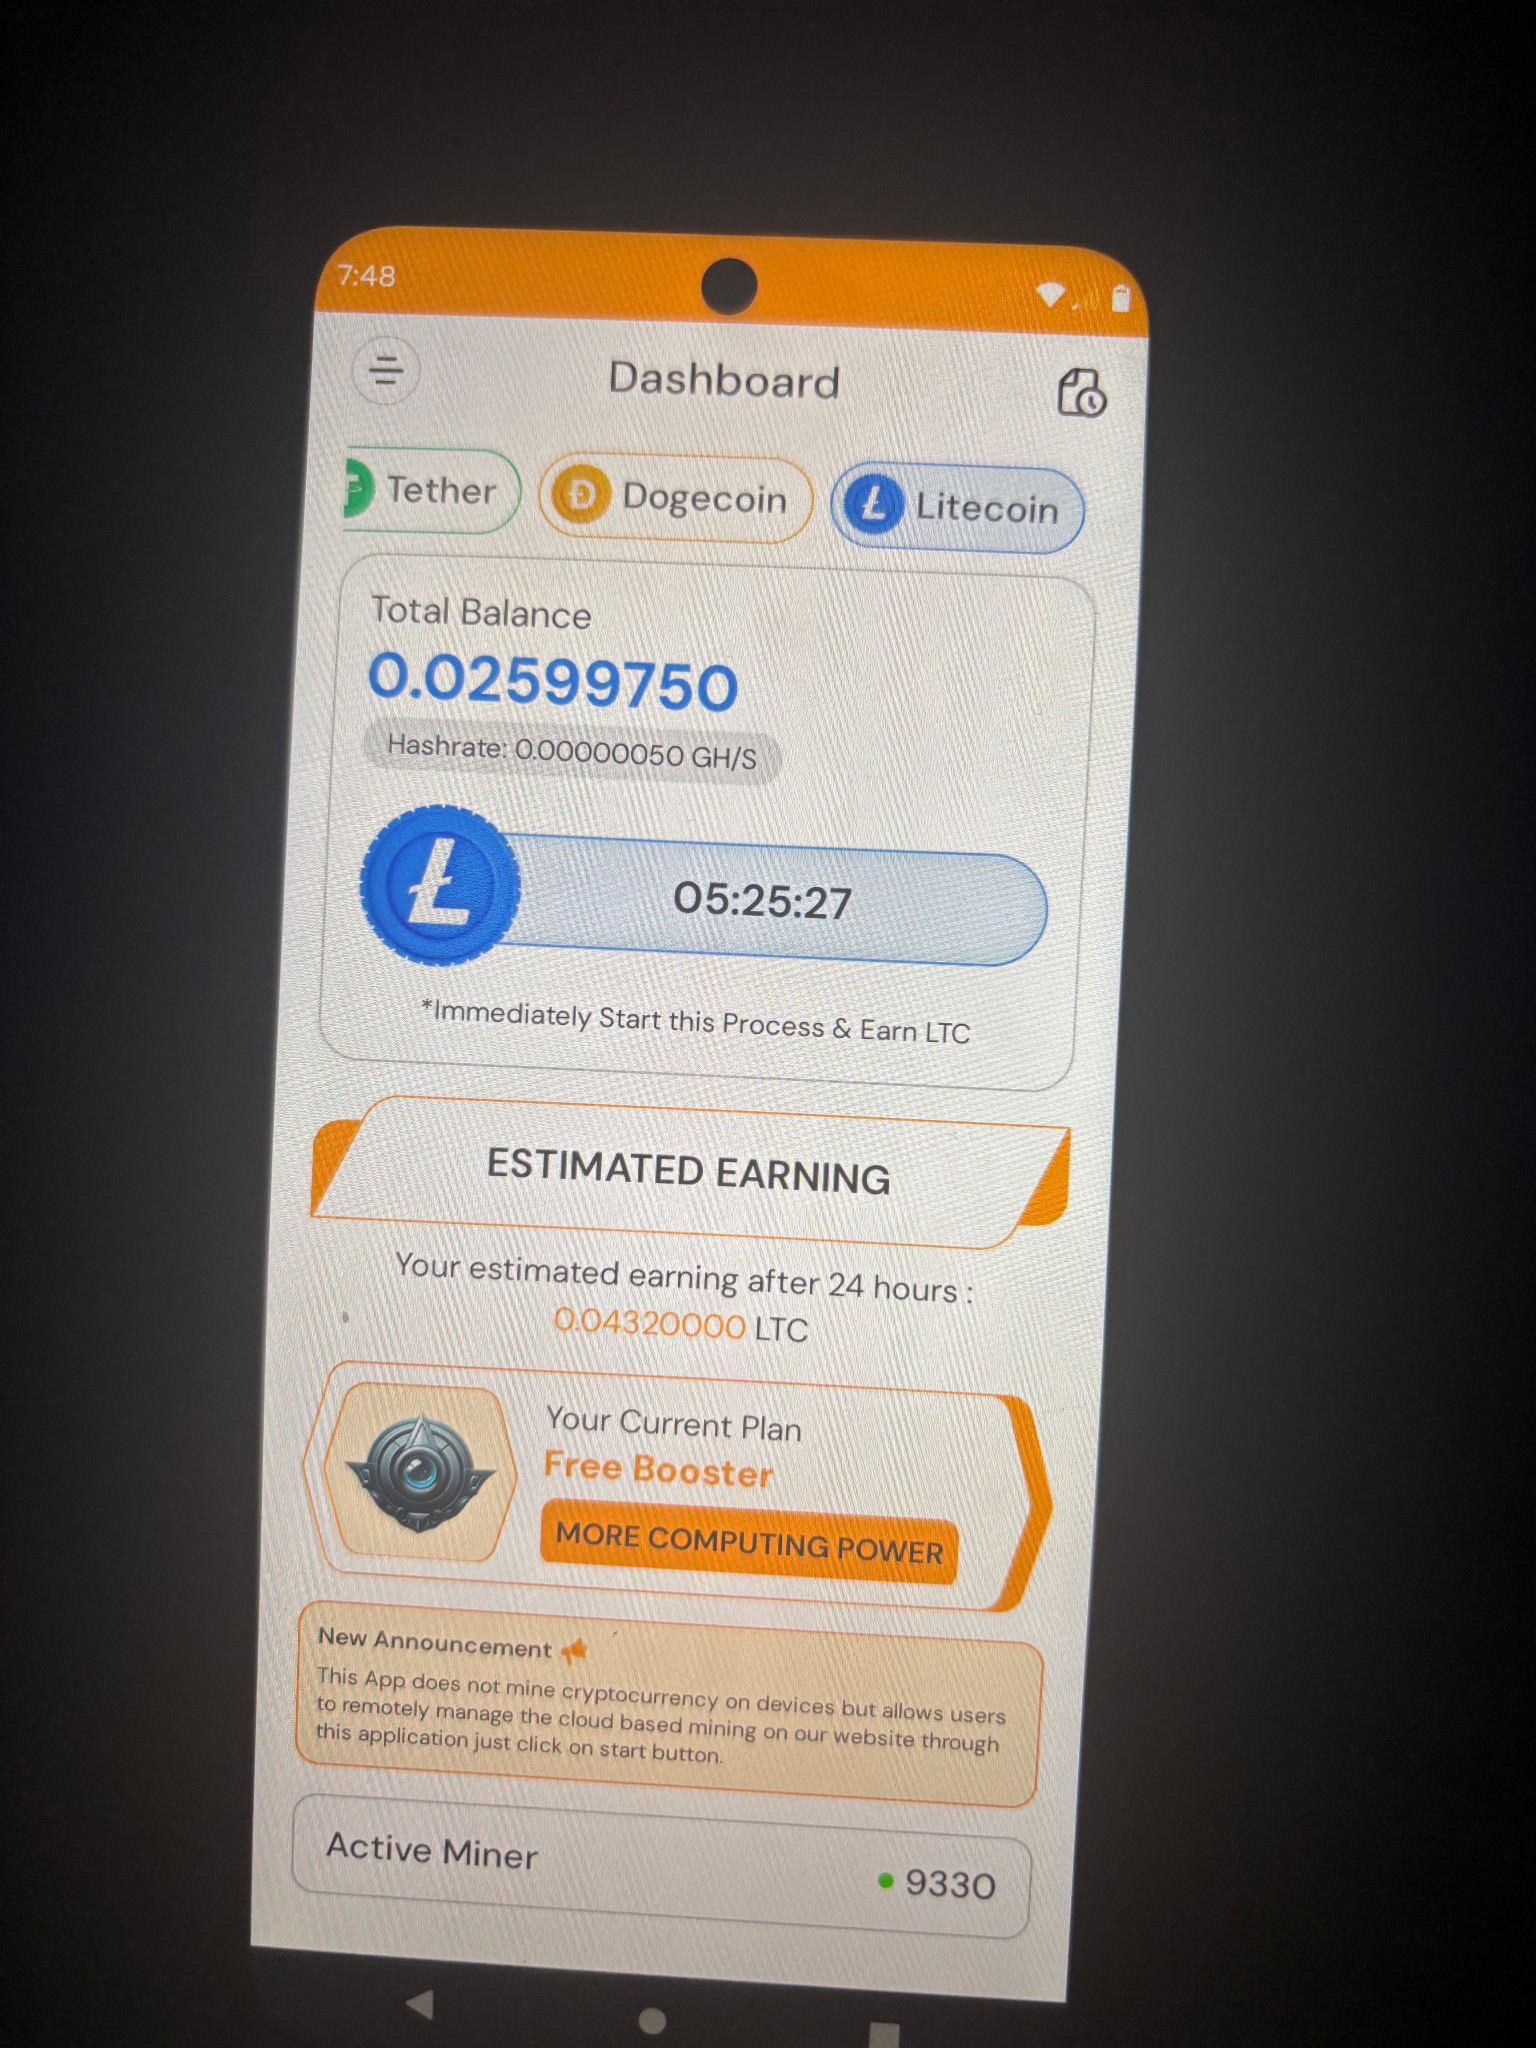 7:48
Dashboard
Tether
Dogecoin
Litecoin
Total Balance
0.02599750
Hashrate: 0.00000050 GH/S
05:25:27
*Immediately Start this Process & Earn LTC
ESTIMATED EARNING
Your estimated earning after 24 hours :
0.04320000 LTC
Your Current Plan
Free Booster
MORE COMPUTING POWER
New Announcement
This App does not mine cryptocurrency on devices but allows users
to remotely manage the cloud based mining on our website through
this application just click on start button.
Active Miner
9330